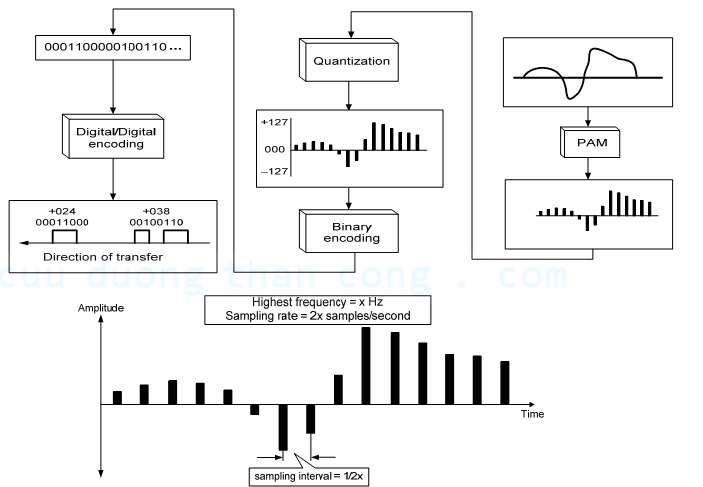 0001100000100110 ...
Digital/Digital
encoding
+024
00011000
+038
00100110
Direction of transfer
Quantization
+127
000
–127
Binary
encoding
PAM
cuu duong than cong . com
Highest frequency = x Hz
Sampling rate = 2x samples/second
Amplitude
Time
sampling interval = 1/2x